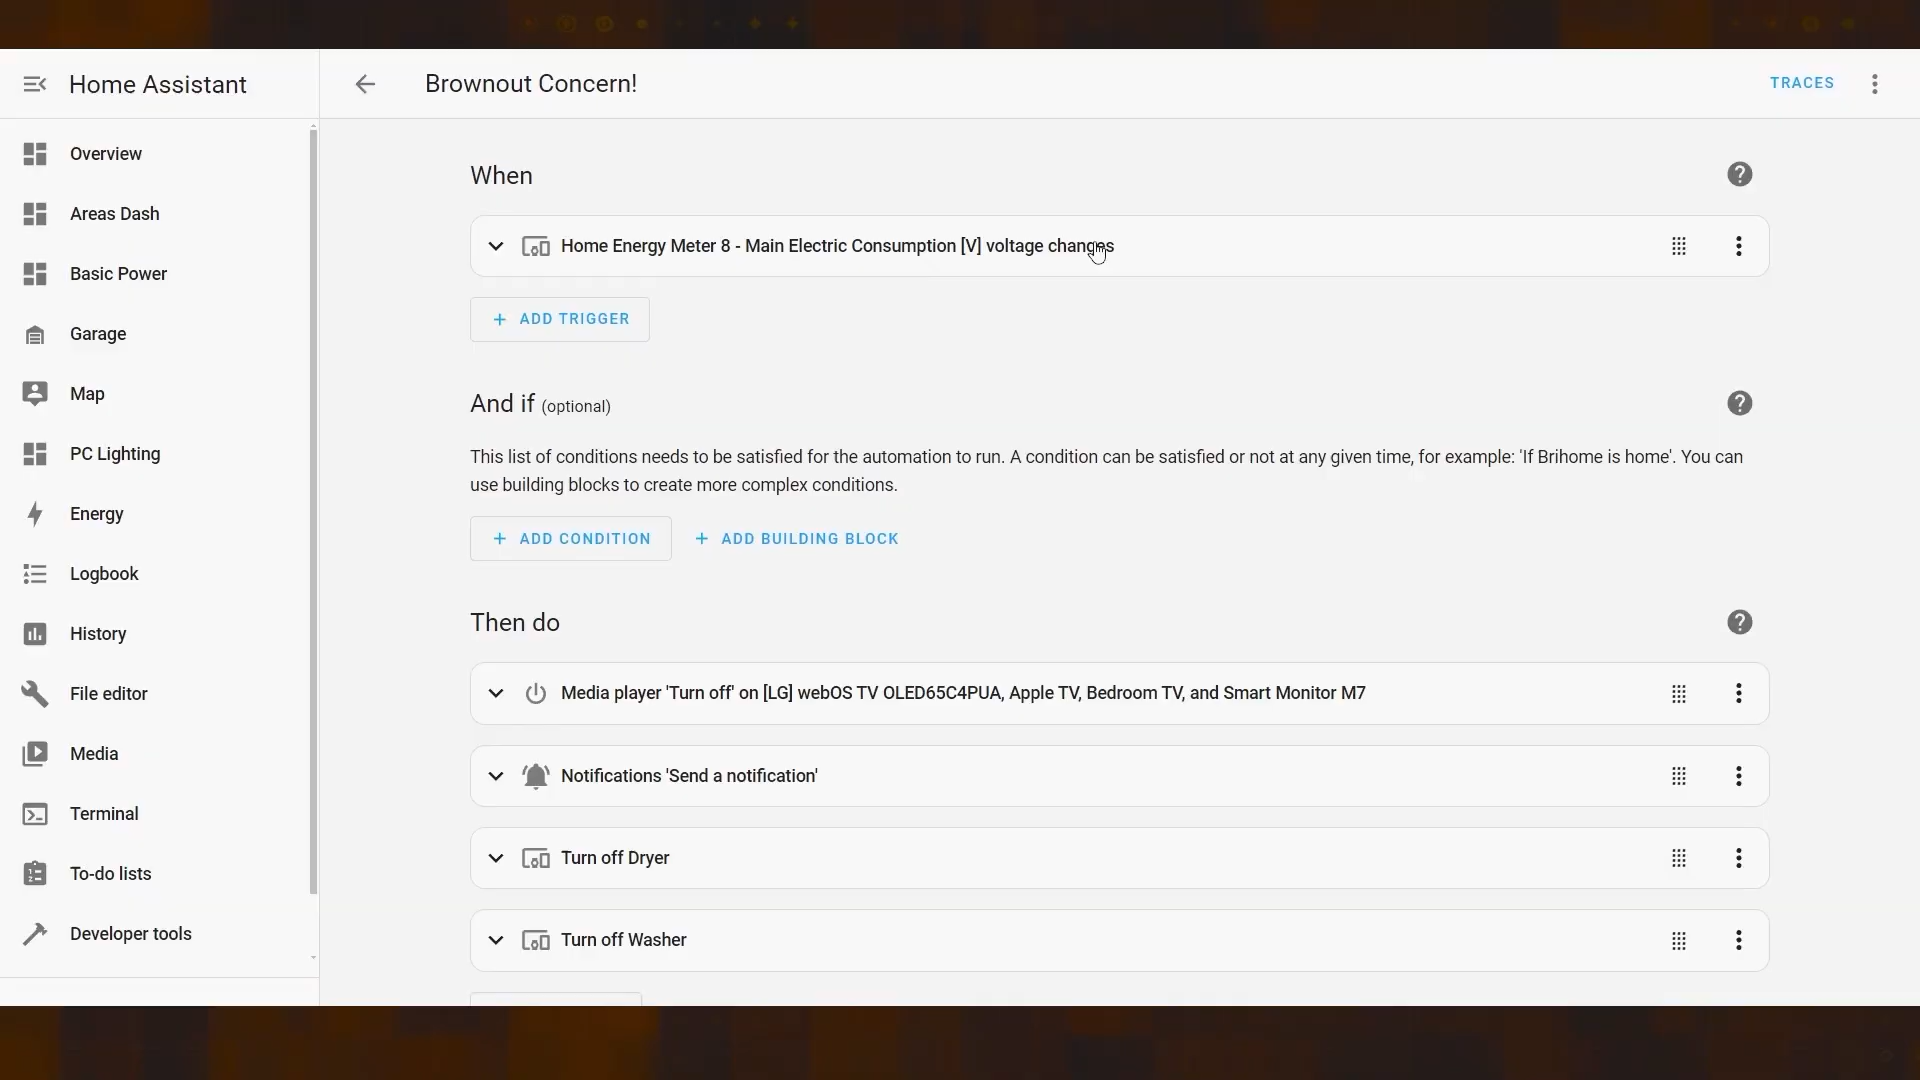 Home Assistant
Brownout Concern!
TRACES
Overview
Areas Dash
Basic Power
Garage
Map
PC Lighting
Energy
Logbook
History
File editor
Media
Terminal
To-do lists
Developer tools
When
Home Energy Meter 8 - Main Electric Consumption [V] voltage changes
+ ADD TRIGGER
And if (optional)
This list of conditions needs to be satisfied for the automation to run. A condition can be satisfied or not at any given time, for example: 'If Brihome is home'. You can
use building blocks to create more complex conditions.
+ ADD CONDITION + ADD BUILDING BLOCK
Then do
Media player 'Turn off' on [LG] webOS TV OLED65C4PUA, Apple TV, Bedroom TV, and Smart Monitor M7
Notifications 'Send a notification'
Turn off Dryer
Turn off Washer